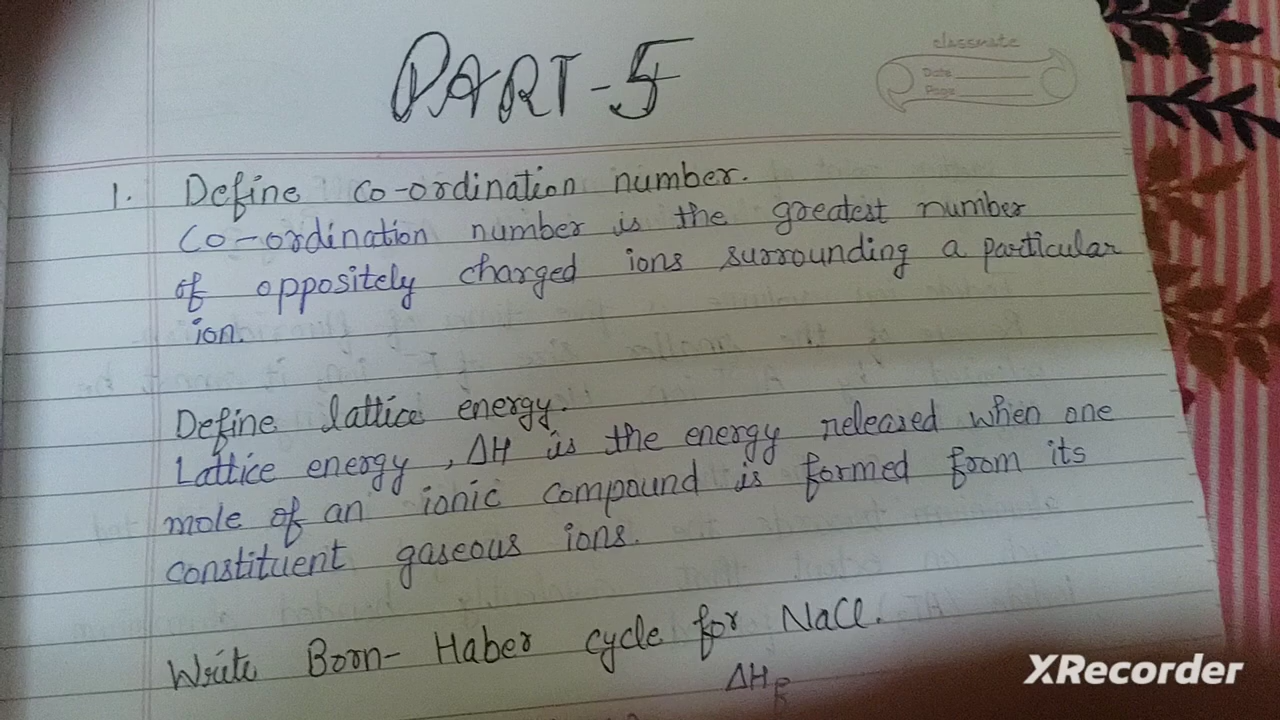 PART-5
classmate
Date
Page
1. Define co-ordination number.
Co-ordination number is the greatest number
of oppositely charged ions surrounding a particular
ion.
Define lattice energy.
Lattice energy, ΔH is the energy released when one
mole of an ionic compound is formed from its
constituent gaseous ions.
Write Born-Haber cycle for NaCl.
ΔHf
XRecorder